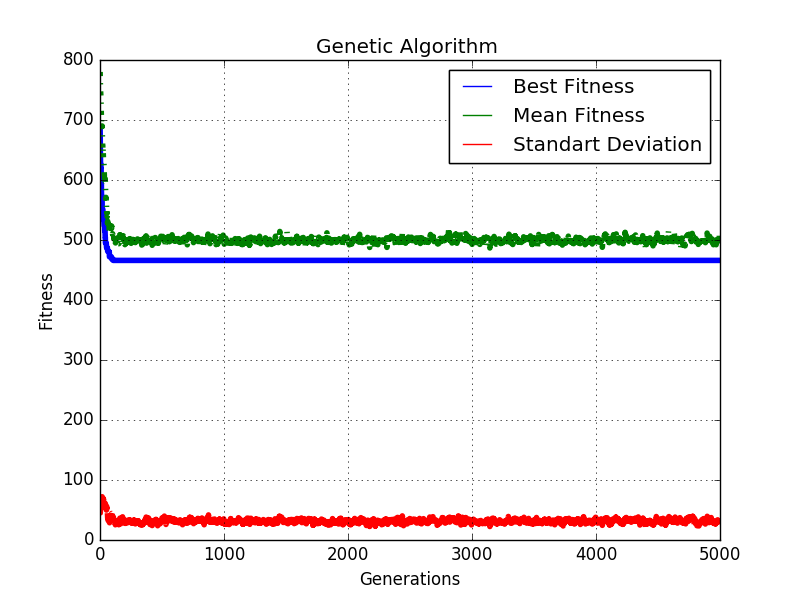 Genetic Algorithm
Best Fitness
Mean Fitness
Standart Deviation
800
700
600
500
400
300
200
100
0
Fitness
0 1000 2000 3000 4000 5000
Generations